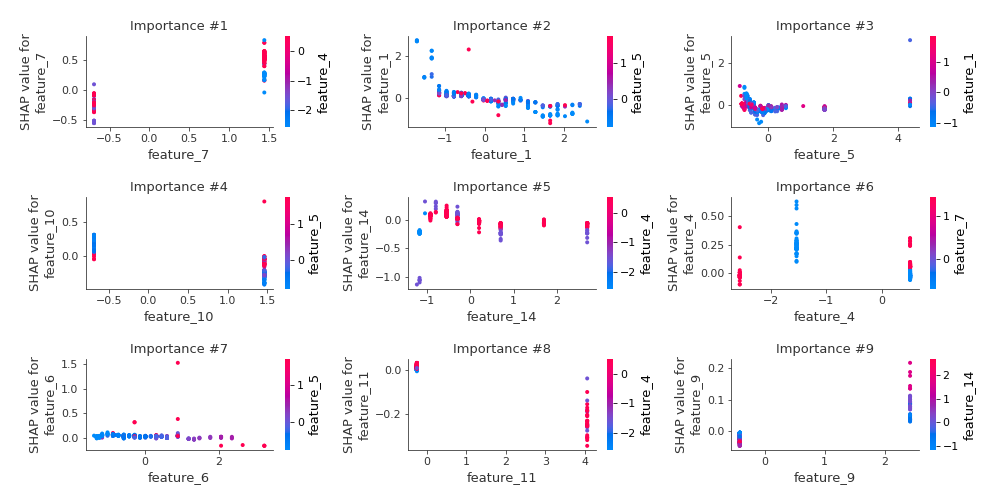 Importance #1
SHAP value for
feature_7
0.5
0.0
−0.5
−0.5
0.0
0.5
1.0
1.5
feature_7
0
−1
−2
feature_4
Importance #2
SHAP value for
feature_1
2
0
−1
0
1
2
feature_1
1
0
feature_5
Importance #3
SHAP value for
feature_5
2
0
0
2
4
feature_5
1
0
−1
feature_1
Importance #4
SHAP value for
feature_10
0.5
0.0
−0.5
0.0
0.5
1.0
1.5
feature_10
1
0
feature_5
Importance #5
SHAP value for
feature_14
0.0
−0.5
−1.0
−1
0
1
2
feature_14
0
−1
−2
feature_4
Importance #6
SHAP value for
feature_4
0.50
0.25
0.00
−2
−1
0
feature_4
1
0
feature_7
Importance #7
SHAP value for
feature_6
1.5
1.0
0.5
0.0
0
2
feature_6
1
0
feature_5
Importance #8
SHAP value for
feature_11
0.0
−0.2
0
1
2
3
4
feature_11
0
−1
−2
feature_4
Importance #9
SHAP value for
feature_9
0.2
0.1
0.0
0
1
2
feature_9
2
1
0
−1
feature_14